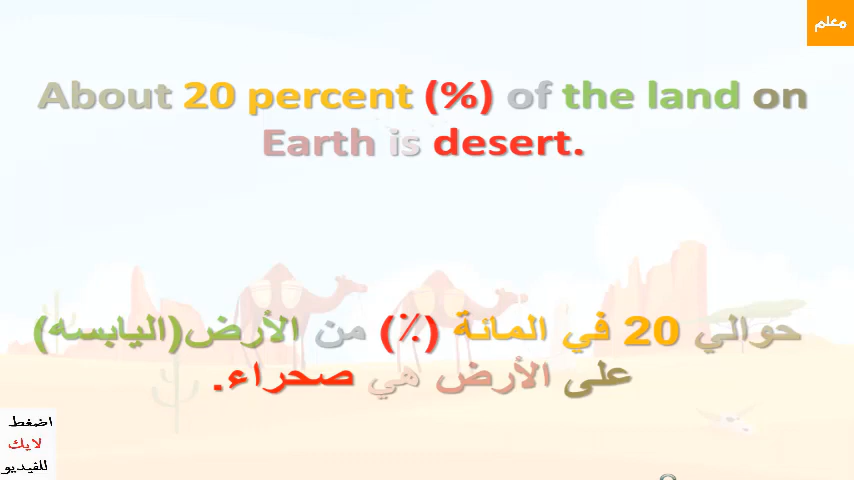 معلم
About 20 percent (%) of the land on
Earth is desert.
حوالي 20 في المائة (٪) من الأرض(اليابسه)
على الأرض هي صحراء.
اضغط
لايك
للفيديو